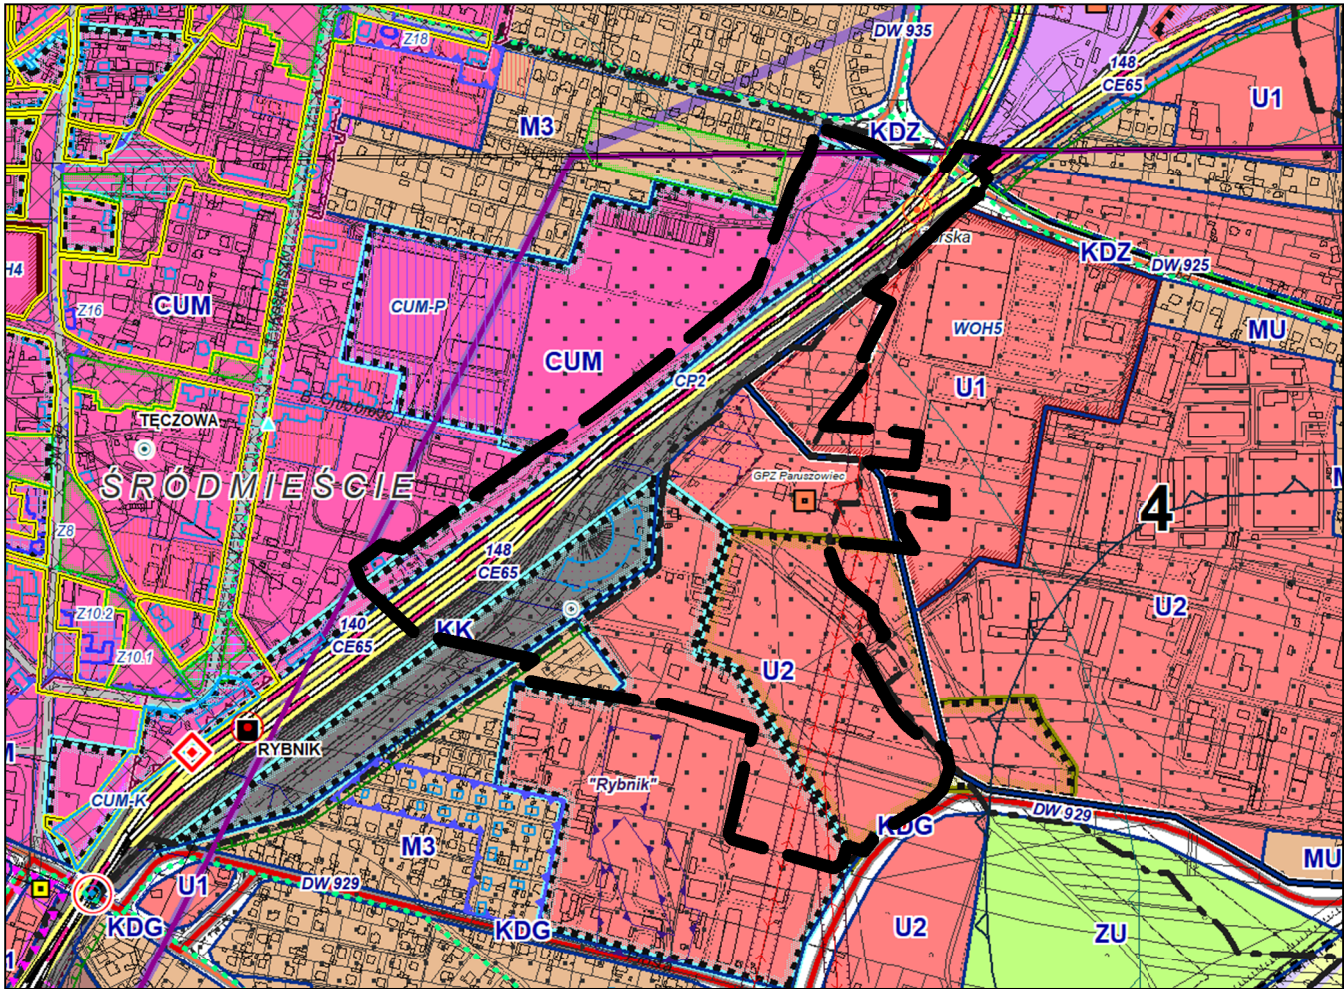 DW 935
Z18
148
CE65
U1
M3
KDZ
Z16
H4
CUM
CUM-P
KDZ
DW 925
WOH5
MU
CUM
CP2
U1
TĘCZOWA
ŚRÓDMIEŚCIE
GPZ Paruszowiec
4
Z8
148
CE65
Z10.2
Z10.1
140
CE65
KK
U2
U2
RYBNIK
"Rybnik"
CUM-K
M3
KDG
DW 929
MU
U1
DW 929
KDG
KDG
U2
ZU